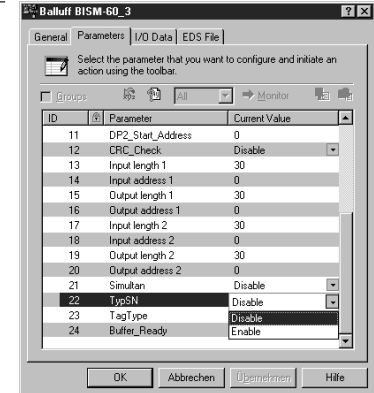 Balluff BISM-60_3
General Parameters I/O Data EDS File
Select the parameter that you want to configure and initiate an
action using the toolbar.
Groups All Monitor
ID Parameter Current Value
11 DP2_Start_Address 0
12 CRC_Check Disable
13 Input length 1 30
14 Input address 1 0
15 Output length 1 30
16 Output address 1 0
17 Input length 2 30
18 Input address 2 0
19 Output length 2 30
20 Output address 2 0
21 Simultan Disable
22 TypSN Disable
23 TagType Disable
24 Buffer_Ready Enable
OK Abbrechen Übernehmen Hilfe